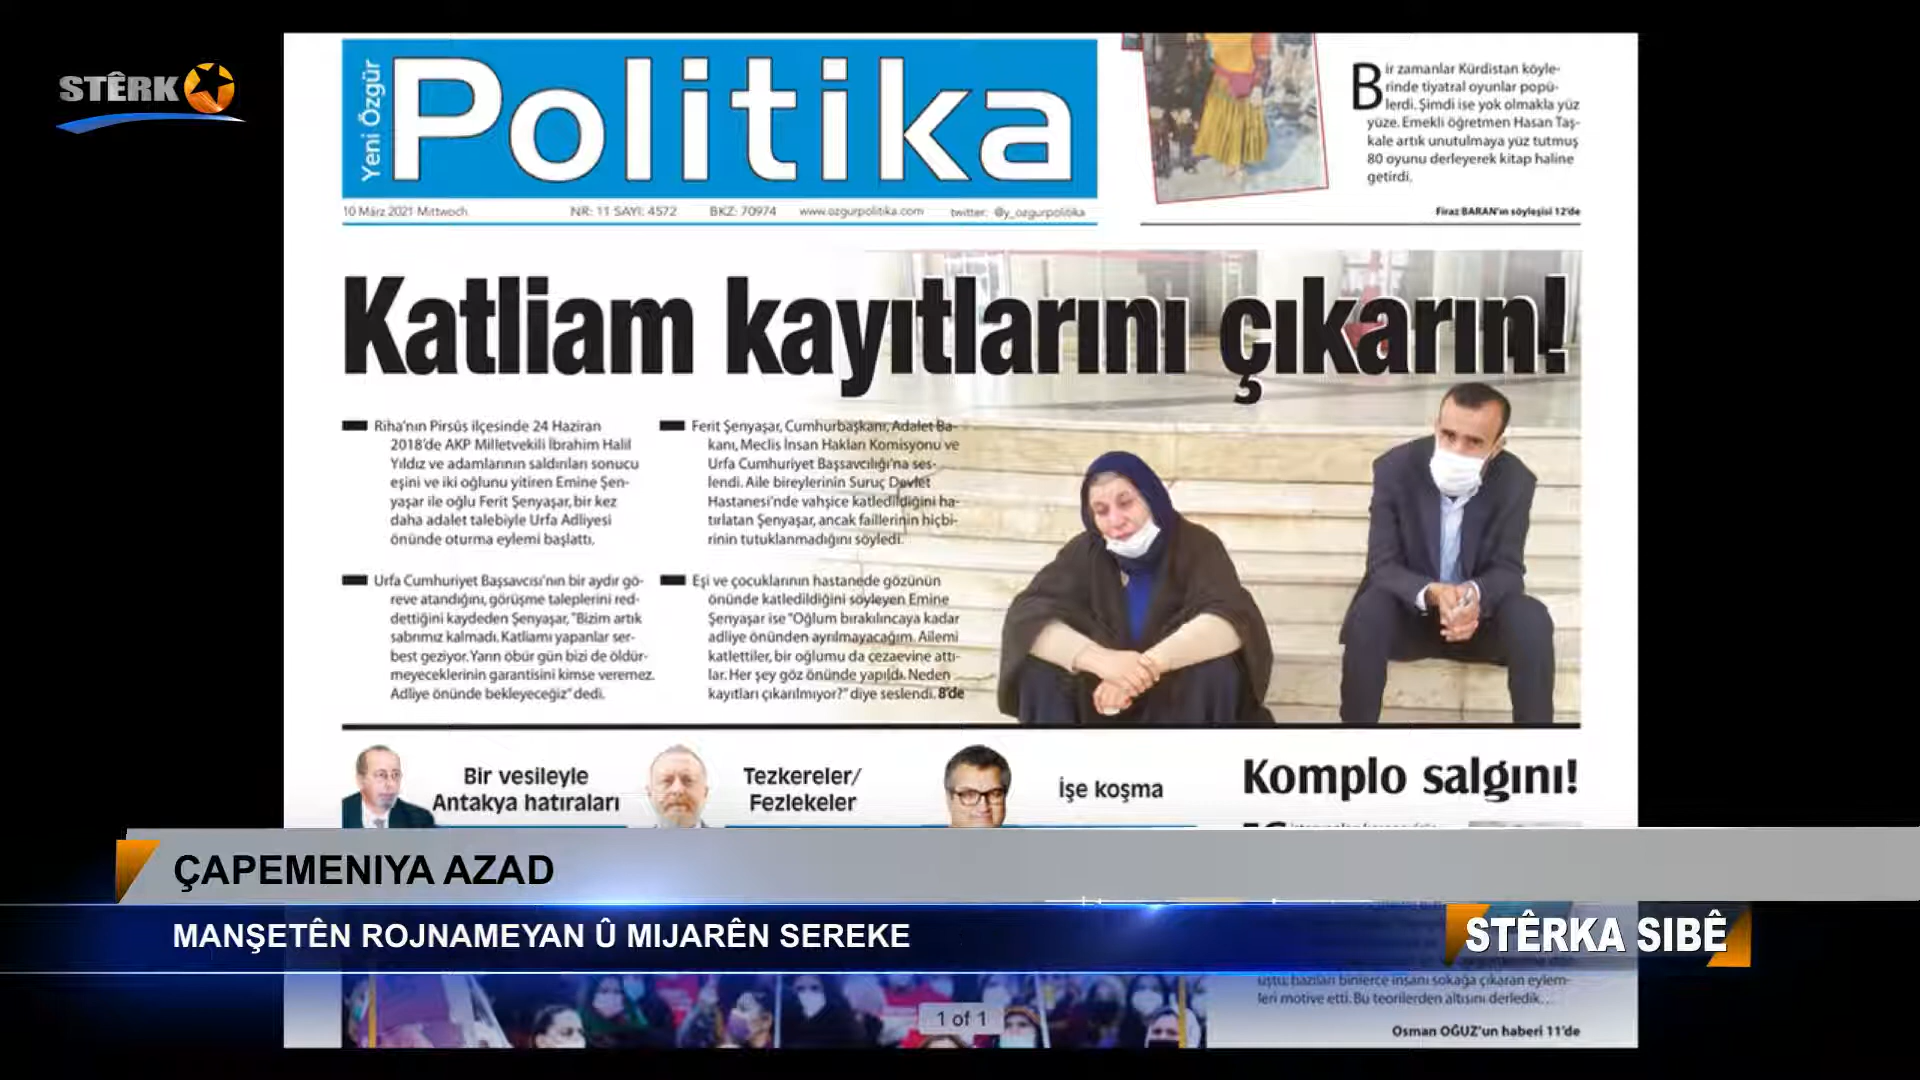 STÊRK
Yeni Özgür
Politika
10 März 2021 Mittwoch NR: 11 SAYI: 4572 BKZ: 70974 www.ozgurpolitika.com twitter: @y_ozgurpolitika
Bir zamanlar Kürdistan köyle-
rinde tiyatral oyunlar popü-
lerdi. Şimdi ise yok olmakla yüz
yüze. Emekli öğretmen Hasan Taş-
kale artık unutulmaya yüz tutmuş
80 oyunu derleyerek kitap haline
getirdi.
Firaz BARAN'ın söyleşisi 12'de
Katliam kayıtlarını çıkarın!
Riha'nın Pirsûs ilçesinde 24 Haziran
2018'de AKP Milletvekili İbrahim Halil
Yıldız ve adamlarının saldırıları sonucu
eşini ve iki oğlunu yitiren Emine Şen-
yaşar ile oğlu Ferit Şenyaşar, bir kez
daha adalet talebiyle Urfa Adliyesi
önünde oturma eylemi başlattı.
Urfa Cumhuriyet Başsavcısı'nın bir aydır gö-
reve atandığını, görüşme taleplerini red-
dettiğini kaydeden Şenyaşar, "Bizim artık
sabrımız kalmadı. Katliamı yapanlar ser-
best geziyor. Yarın öbür gün bizi de öldür-
meyeceklerinin garantisini kimse veremez.
Adliye önünde bekleyeceğiz" dedi.
Ferit Şenyaşar, Cumhurbaşkanı, Adalet Ba-
kanı, Meclis İnsan Hakları Komisyonu ve
Urfa Cumhuriyet Başsavcılığı'na ses-
lendi. Aile bireylerinin Suruç Devlet
Hastanesi'nde vahşice katledildiğini ha-
tırlatan Şenyaşar, ancak faillerinin hiçbi-
rinin tutuklanmadığını söyledi.
Eşi ve çocuklarının hastanede gözünün
önünde katledildiğini söyleyen Emine
Şenyaşar ise "Oğlum bırakılıncaya kadar
adliye önünden ayrılmayacağım. Ailemi
katlettiler, bir oğlumu da cezaevine attı-
lar. Her şey göz önünde yapıldı. Neden
kayıtları çıkarılmıyor?" diye seslendi. 8'de
Bir vesileyle
Antakya hatıraları
Tezkereler/
Fezlekeler
İşe koşma
Komplo salgını!
ÇAPEMENIYA AZAD
MANŞETÊN ROJNAMEYAN Û MIJARÊN SEREKE
STÊRKA SIBÊ
üştü; bazıları binlerce insanı sokağa çıkaran eylem-
leri motive etti. Bu teorilerden altısını derledik...
Osman OĞUZ'un haberi 11'de
1 of 1